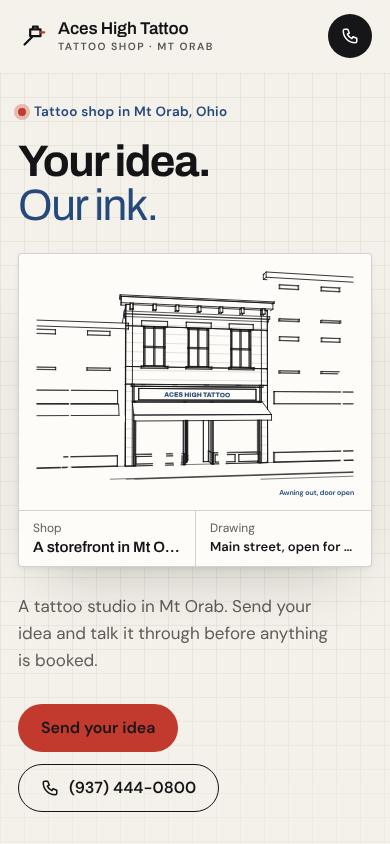 Aces High Tattoo
TATTOO SHOP · MT ORAB
Tattoo shop in Mt Orab, Ohio
Your idea.
Our ink.
ACES HIGH TATTOO
Awning out, door open
Shop
A storefront in Mt O…
Drawing
Main street, open for …
A tattoo studio in Mt Orab. Send your
idea and talk it through before anything
is booked.
Send your idea
(937) 444-0800